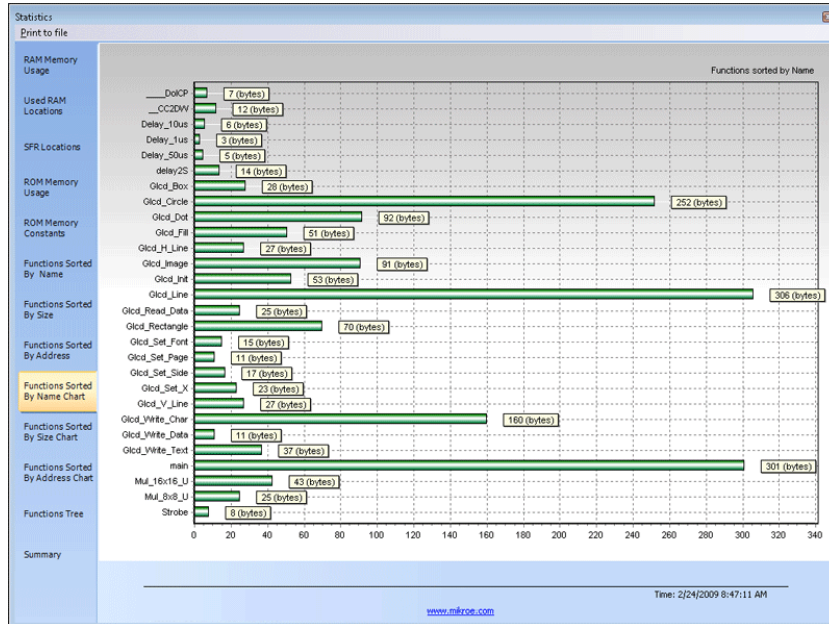 Statistics
Print to file
RAM Memory
Usage
Used RAM
Locations
SFR Locations
ROM Memory
Usage
ROM Memory
Constants
Functions Sorted
By Name
Functions Sorted
By Size
Functions Sorted
By Address
Functions Sorted
By Name Chart
Functions Sorted
By Size Chart
Functions Sorted
By Address Chart
Functions Tree
Summary
Functions sorted by Name
____DoICP 7 (bytes)
__CC2DW 12 (bytes)
Delay_10us 6 (bytes)
Delay_1us 3 (bytes)
Delay_50us 5 (bytes)
delay2S 14 (bytes)
Glcd_Box 28 (bytes)
Glcd_Circle 252 (bytes)
Glcd_Dot 92 (bytes)
Glcd_Fill 51 (bytes)
Glcd_H_Line 27 (bytes)
Glcd_Image 91 (bytes)
Glcd_Init 53 (bytes)
Glcd_Line 306 (bytes)
Glcd_Read_Data 25 (bytes)
Glcd_Rectangle 70 (bytes)
Glcd_Set_Font 15 (bytes)
Glcd_Set_Page 11 (bytes)
Glcd_Set_Side 17 (bytes)
Glcd_Set_X 23 (bytes)
Glcd_V_Line 27 (bytes)
Glcd_Write_Char 160 (bytes)
Glcd_Write_Data 11 (bytes)
Glcd_Write_Text 37 (bytes)
main 301 (bytes)
Mul_16x16_U 43 (bytes)
Mul_8x8_U 25 (bytes)
Strobe 8 (bytes)
0 20 40 60 80 100 120 140 160 180 200 220 240 260 280 300 320 340
Time: 2/24/2009 8:47:11 AM
www.mikroe.com